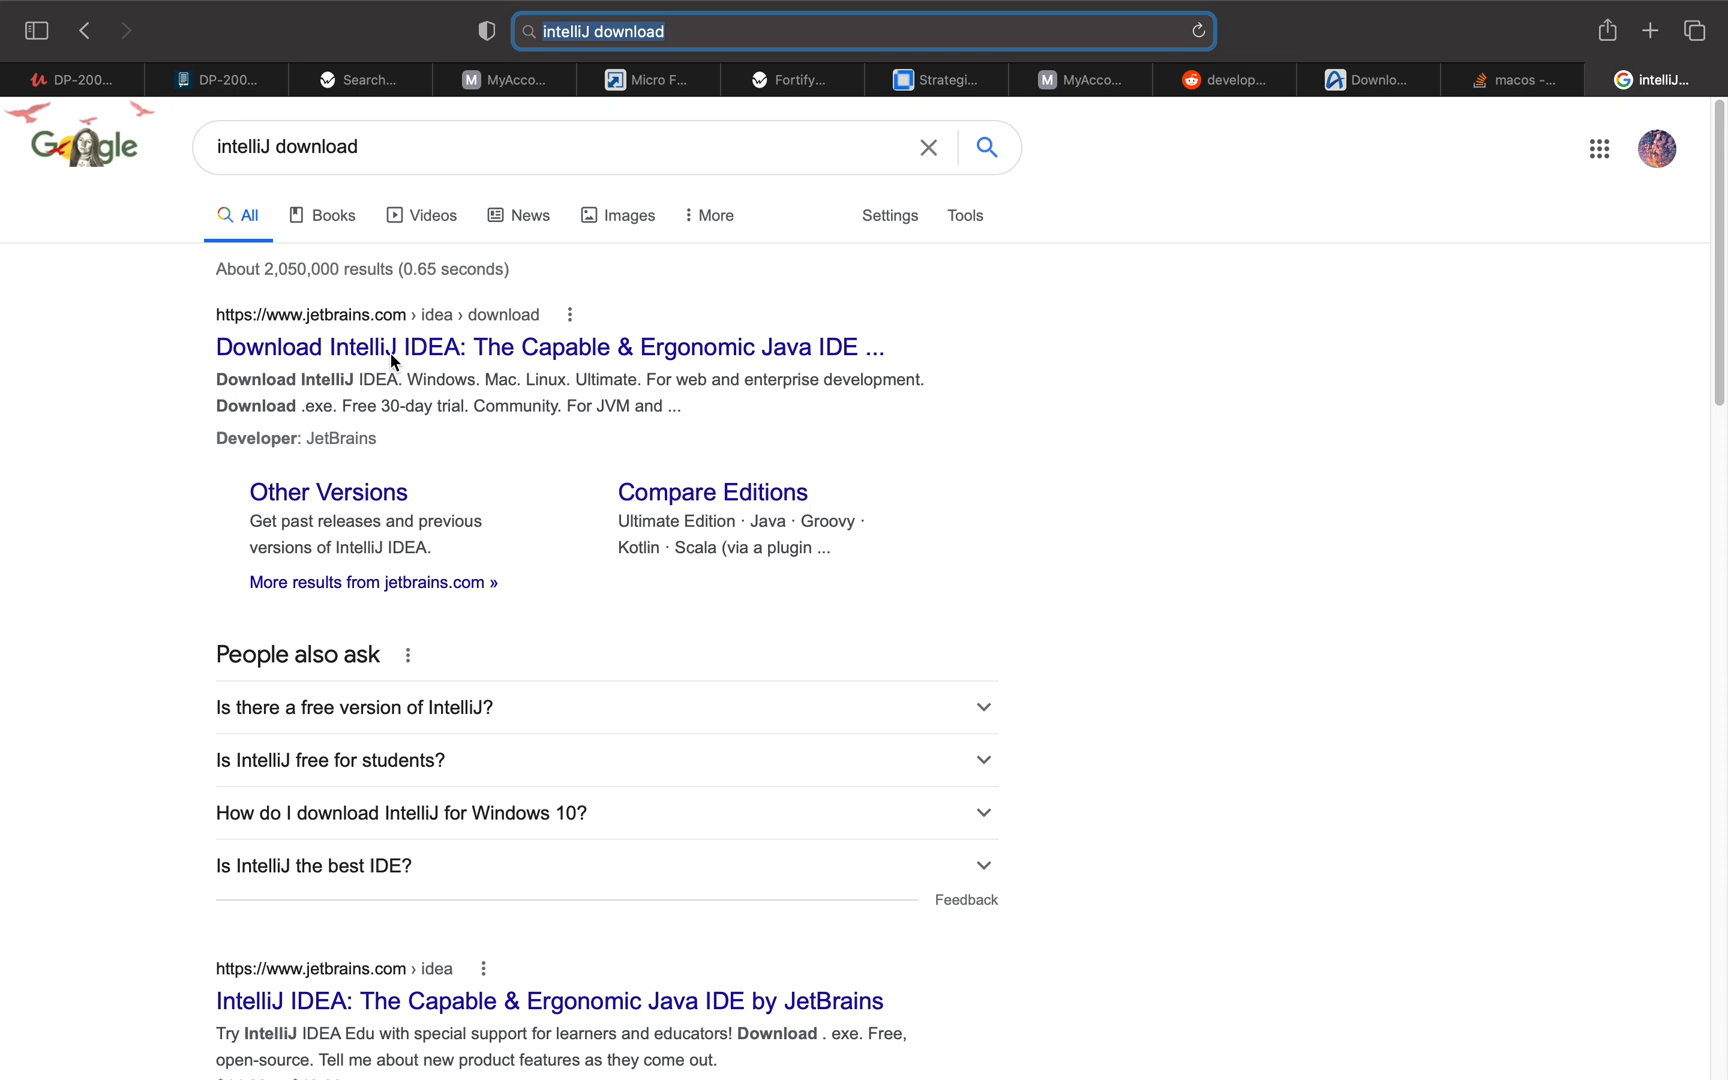 intelliJ download
DP-200...
DP-200...
Search...
MyAcco...
Micro F...
Fortify...
Strategi...
MyAcco...
develop...
Downlo...
macos -...
intelliJ...
Google
intelliJ download
All
Books
Videos
News
Images
More
Settings
Tools
About 2,050,000 results (0.65 seconds)
https://www.jetbrains.com › idea › download
Download IntelliJ IDEA: The Capable & Ergonomic Java IDE ...
Download IntelliJ IDEA. Windows. Mac. Linux. Ultimate. For web and enterprise development.
Download .exe. Free 30-day trial. Community. For JVM and ...
Developer: JetBrains
Other Versions
Get past releases and previous
versions of IntelliJ IDEA.
Compare Editions
Ultimate Edition · Java · Groovy ·
Kotlin · Scala (via a plugin ...
More results from jetbrains.com »
People also ask
Is there a free version of IntelliJ?
Is IntelliJ free for students?
How do I download IntelliJ for Windows 10?
Is IntelliJ the best IDE?
Feedback
https://www.jetbrains.com › idea
IntelliJ IDEA: The Capable & Ergonomic Java IDE by JetBrains
Try IntelliJ IDEA Edu with special support for learners and educators! Download . exe. Free,
open-source. Tell me about new product features as they come out.